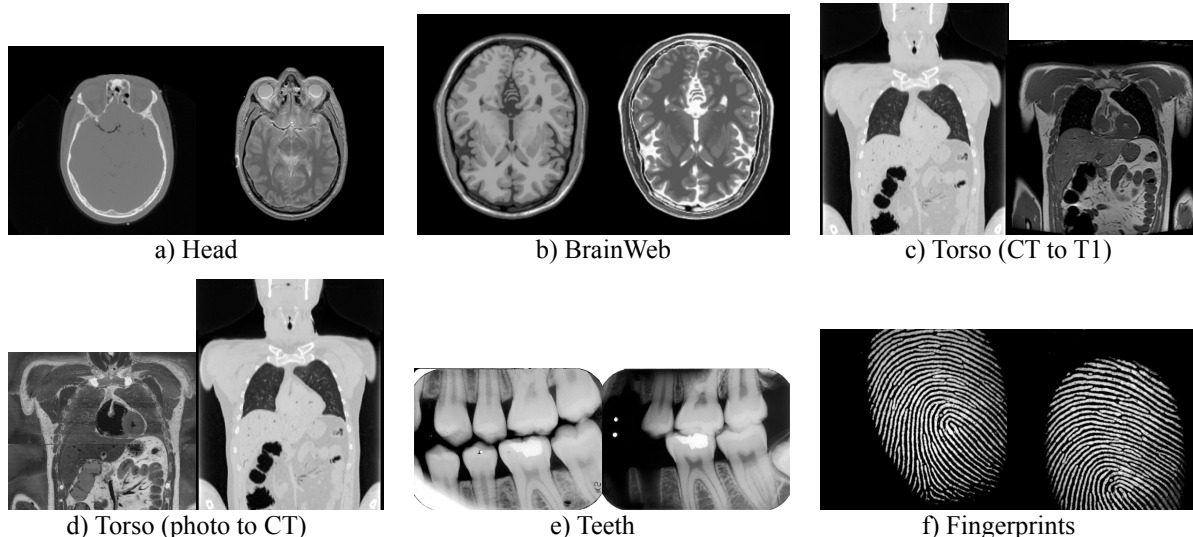 a) Head
b) BrainWeb
c) Torso (CT to T1)
d) Torso (photo to CT)
e) Teeth
f) Fingerprints